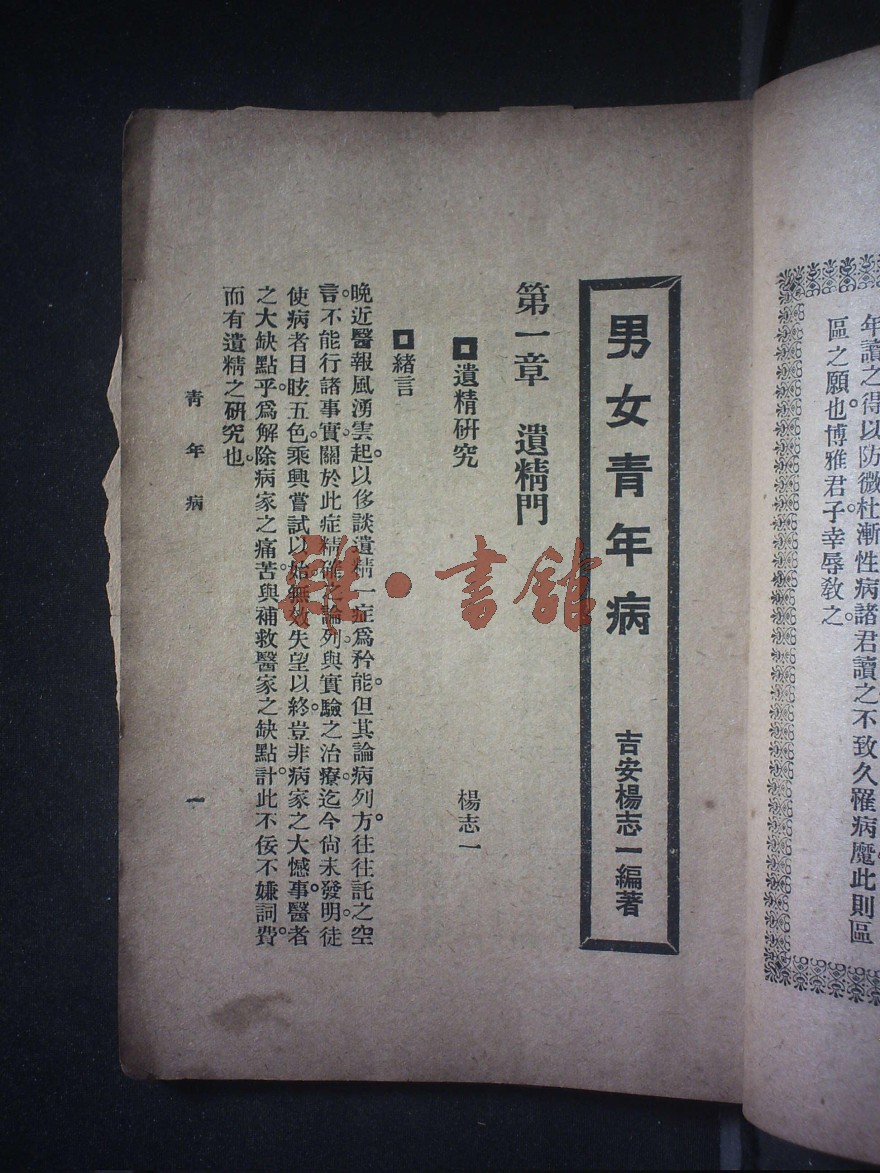 年讀之得以防微杜漸性病諸君讀之不致久罹病魔此則區
區之願也博雅君子幸辱敎之。
男女青年病 吉安楊志一編著
第一章 遺精門
遺精研究 楊志一
緒言
晚近醫報風湧雲起。以侈談遺精一症爲矜能。但其論病列方。往往託之空
言。不能行諸事實。關於此症精確之論列。與實驗之治療。迄今尙未發明。徒
使病者目眩五色。乘興嘗試以始。無效失望以終。豈非病家之大憾事。醫者
之大缺點乎。爲解除病家之痛苦。與補救醫家之缺點計。此不佞不嫌詞費。
而有遺精之研究也。
靑年病 一
雜·書館